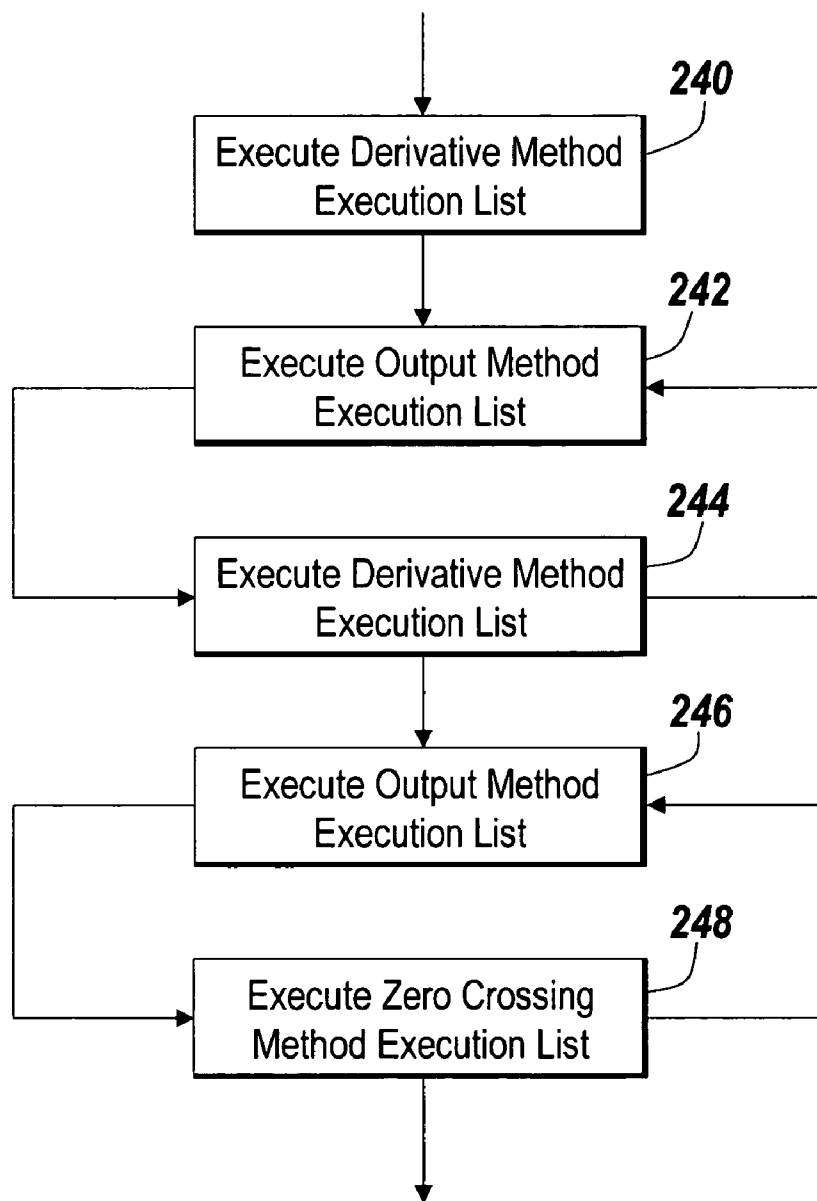 240
Execute Derivative Method
Execution List
242
Execute Output Method
Execution List
244
Execute Derivative Method
Execution List
246
Execute Output Method
Execution List
248
Execute Zero Crossing
Method Execution List